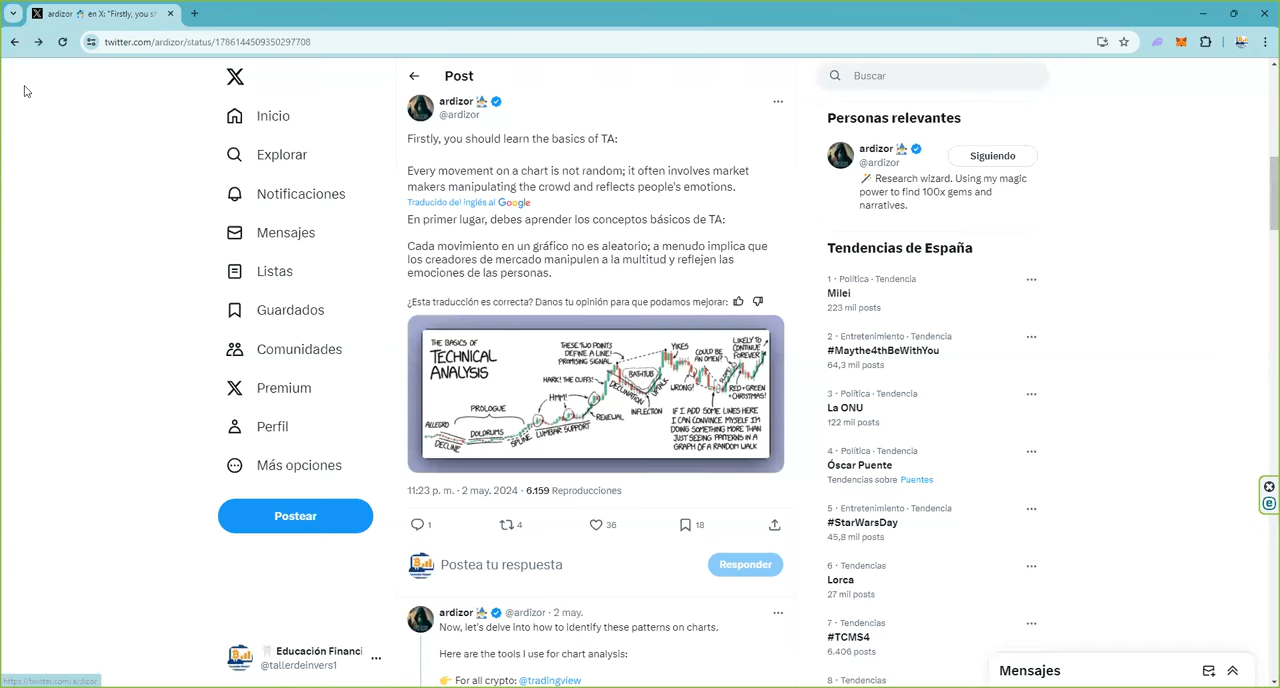 ardizor en X: "Firstly, you sh
twitter.com/ardizor/status/1786144509350297708
Post
Buscar
Inicio
Explorar
Notificaciones
Mensajes
Listas
Guardados
Comunidades
Premium
Perfil
Más opciones
Postear
Educación Financi
@tallerdeinvers1
https://twitter.com/ardizor
ardizor
@ardizor
Firstly, you should learn the basics of TA:
Every movement on a chart is not random; it often involves market
makers manipulating the crowd and reflects people's emotions.
Traducido del inglés al Google
En primer lugar, debes aprender los conceptos básicos de TA:
Cada movimiento en un gráfico no es aleatorio; a menudo implica que
los creadores de mercado manipulen a la multitud y reflejen las
emociones de las personas.
¿Esta traducción es correcta? Danos tu opinión para que podamos mejorar:
THE BASICS OF
TECHNICAL
ANALYSIS
ALLEGRO
DECLINE
PROLOGUE
DOLDRUMS
SPLINE
HMM!
LUMBAR SUPPORT
HARK! THE CLIFFS!
RENEWAL
THESE TWO POINTS
DEFINE A LINE!
PROMISING SIGNAL.
BATHTUB
DECLINATION
INFLECTION
YIKES
WRONG!
COULD BE
AN OMEN?
LIKELY TO
CONTINUE
FOREVER!
RED + GREEN
= CHRISTMAS!
IF I ADD SOME LINES HERE
I CAN CONVINCE MYSELF I'M
DOING SOMETHING MORE THAN
JUST SEEING PATTERNS IN A
GRAPH OF A RANDOM WALK
11:23 p. m. · 2 may. 2024 · 6.159 Reproducciones
1
4
36
18
Postea tu respuesta
Responder
ardizor @ardizor · 2 may.
Now, let's delve into how to identify these patterns on charts.
Here are the tools I use for chart analysis:
For all crypto: @tradingview
Personas relevantes
ardizor
@ardizor
Siguiendo
Research wizard. Using my magic
power to find 100x gems and
narratives.
Tendencias de España
1 · Política · Tendencia
Milei
223 mil posts
2 · Entretenimiento · Tendencia
#Maythe4thBeWithYou
64,3 mil posts
3 · Política · Tendencia
La ONU
122 mil posts
4 · Política · Tendencia
Óscar Puente
Tendencias sobre Puentes
5 · Entretenimiento · Tendencia
#StarWarsDay
45,8 mil posts
6 · Tendencias
Lorca
27 mil posts
7 · Tendencias
#TCMS4
6.406 posts
8 · Tendencias
Mensajes